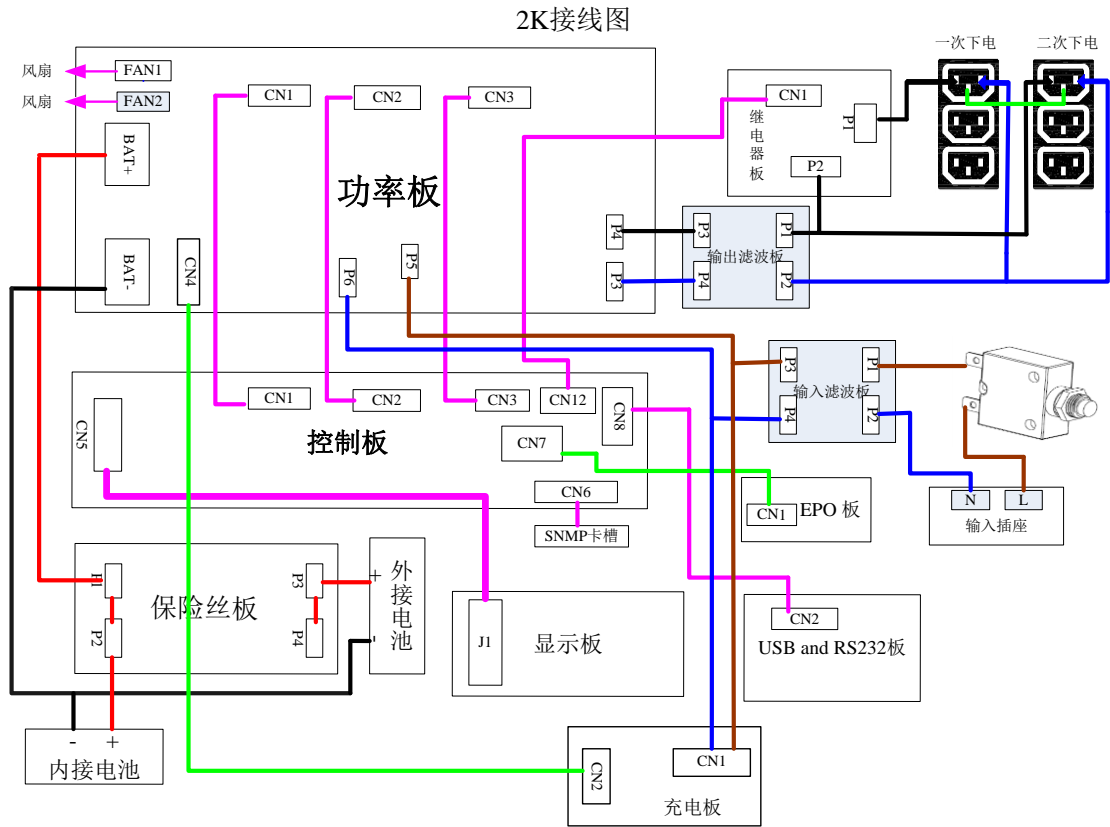 2K接线图
一次下电
二次下电
风扇
FAN1
风扇
FAN2
CN1
CN2
CN3
BAT+
BAT-
CN4
功率板
P6
P5
P4
P3
CN1
P1
继电器板
P2
P3
P1
输出滤波板
P4
P2
P3
P1
输入滤波板
P4
P2
CN5
CN1
CN2
CN3
CN12
CN8
控制板
CN7
CN6
SNMP卡槽
CN1
EPO 板
N
L
输入插座
P1
P3
保险丝板
P2
P4
+
外接电池
-
J1
显示板
CN2
USB and RS232板
-
+
内接电池
CN2
CN1
充电板